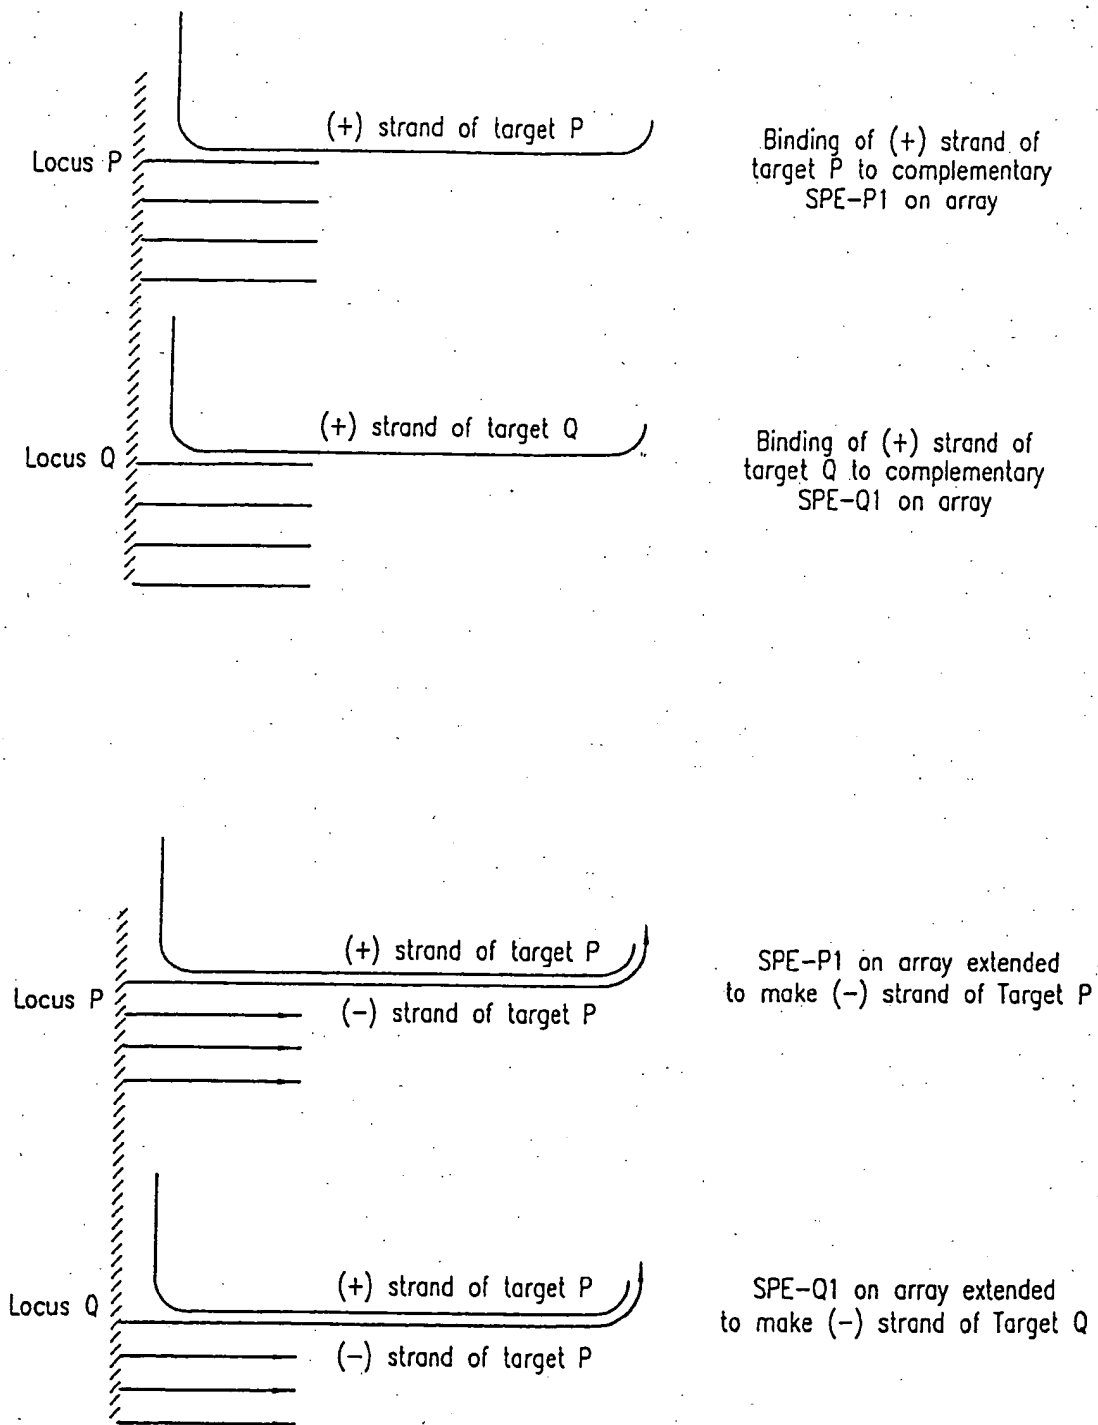 (+) strand of target P
Locus P
Binding of (+) strand of
target P to complementary
SPE-P1 on array
(+) strand of target Q
Locus Q
Binding of (+) strand of
target Q to complementary
SPE-Q1 on array
(+) strand of target P
Locus P
(-) strand of target P
SPE-P1 on array extended
to make (-) strand of Target P
(+) strand of target P
Locus Q
(-) strand of target P
SPE-Q1 on array extended
to make (-) strand of Target Q